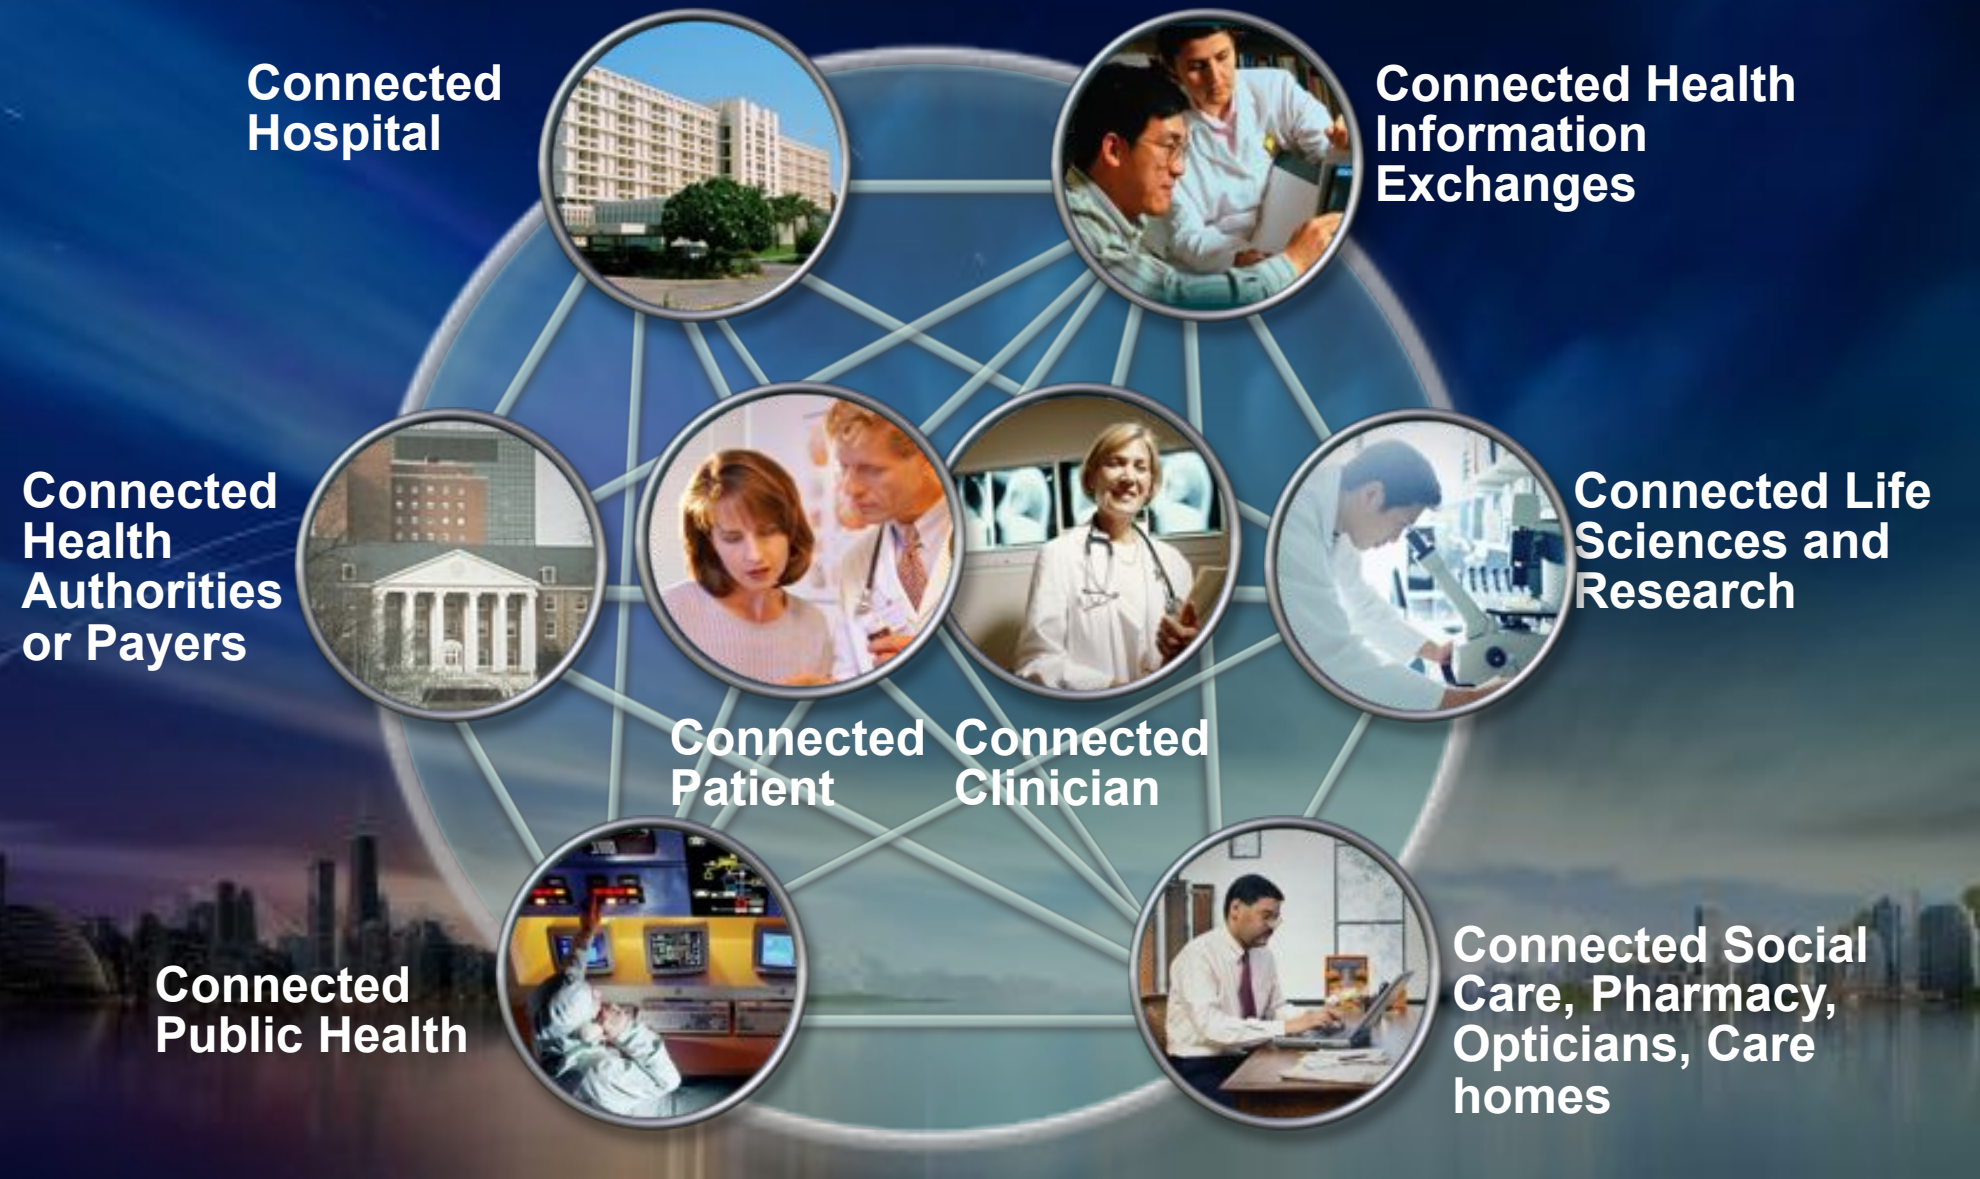 Connected
Hospital
Connected Health
Information
Exchanges
Connected
Health
Authorities
or Payers
Connected Life
Sciences and
Research
Connected
Patient
Connected
Clinician
Connected
Public Health
Connected Social
Care, Pharmacy,
Opticians, Care
homes